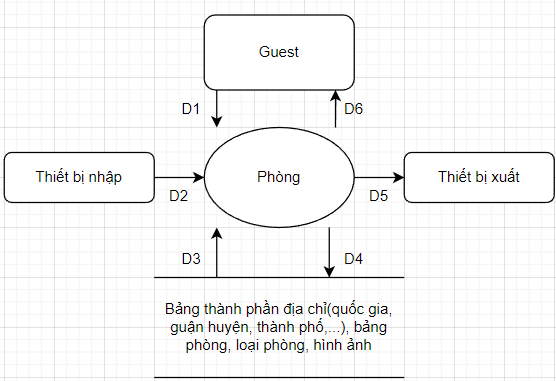 Guest
D1
D6
Thiết bị nhập
D2
Phòng
D5
Thiết bị xuất
D3
D4
Bảng thành phần địa chỉ(quốc gia,
guận huyện, thành phố,...), bảng
phòng, loại phòng, hình ảnh